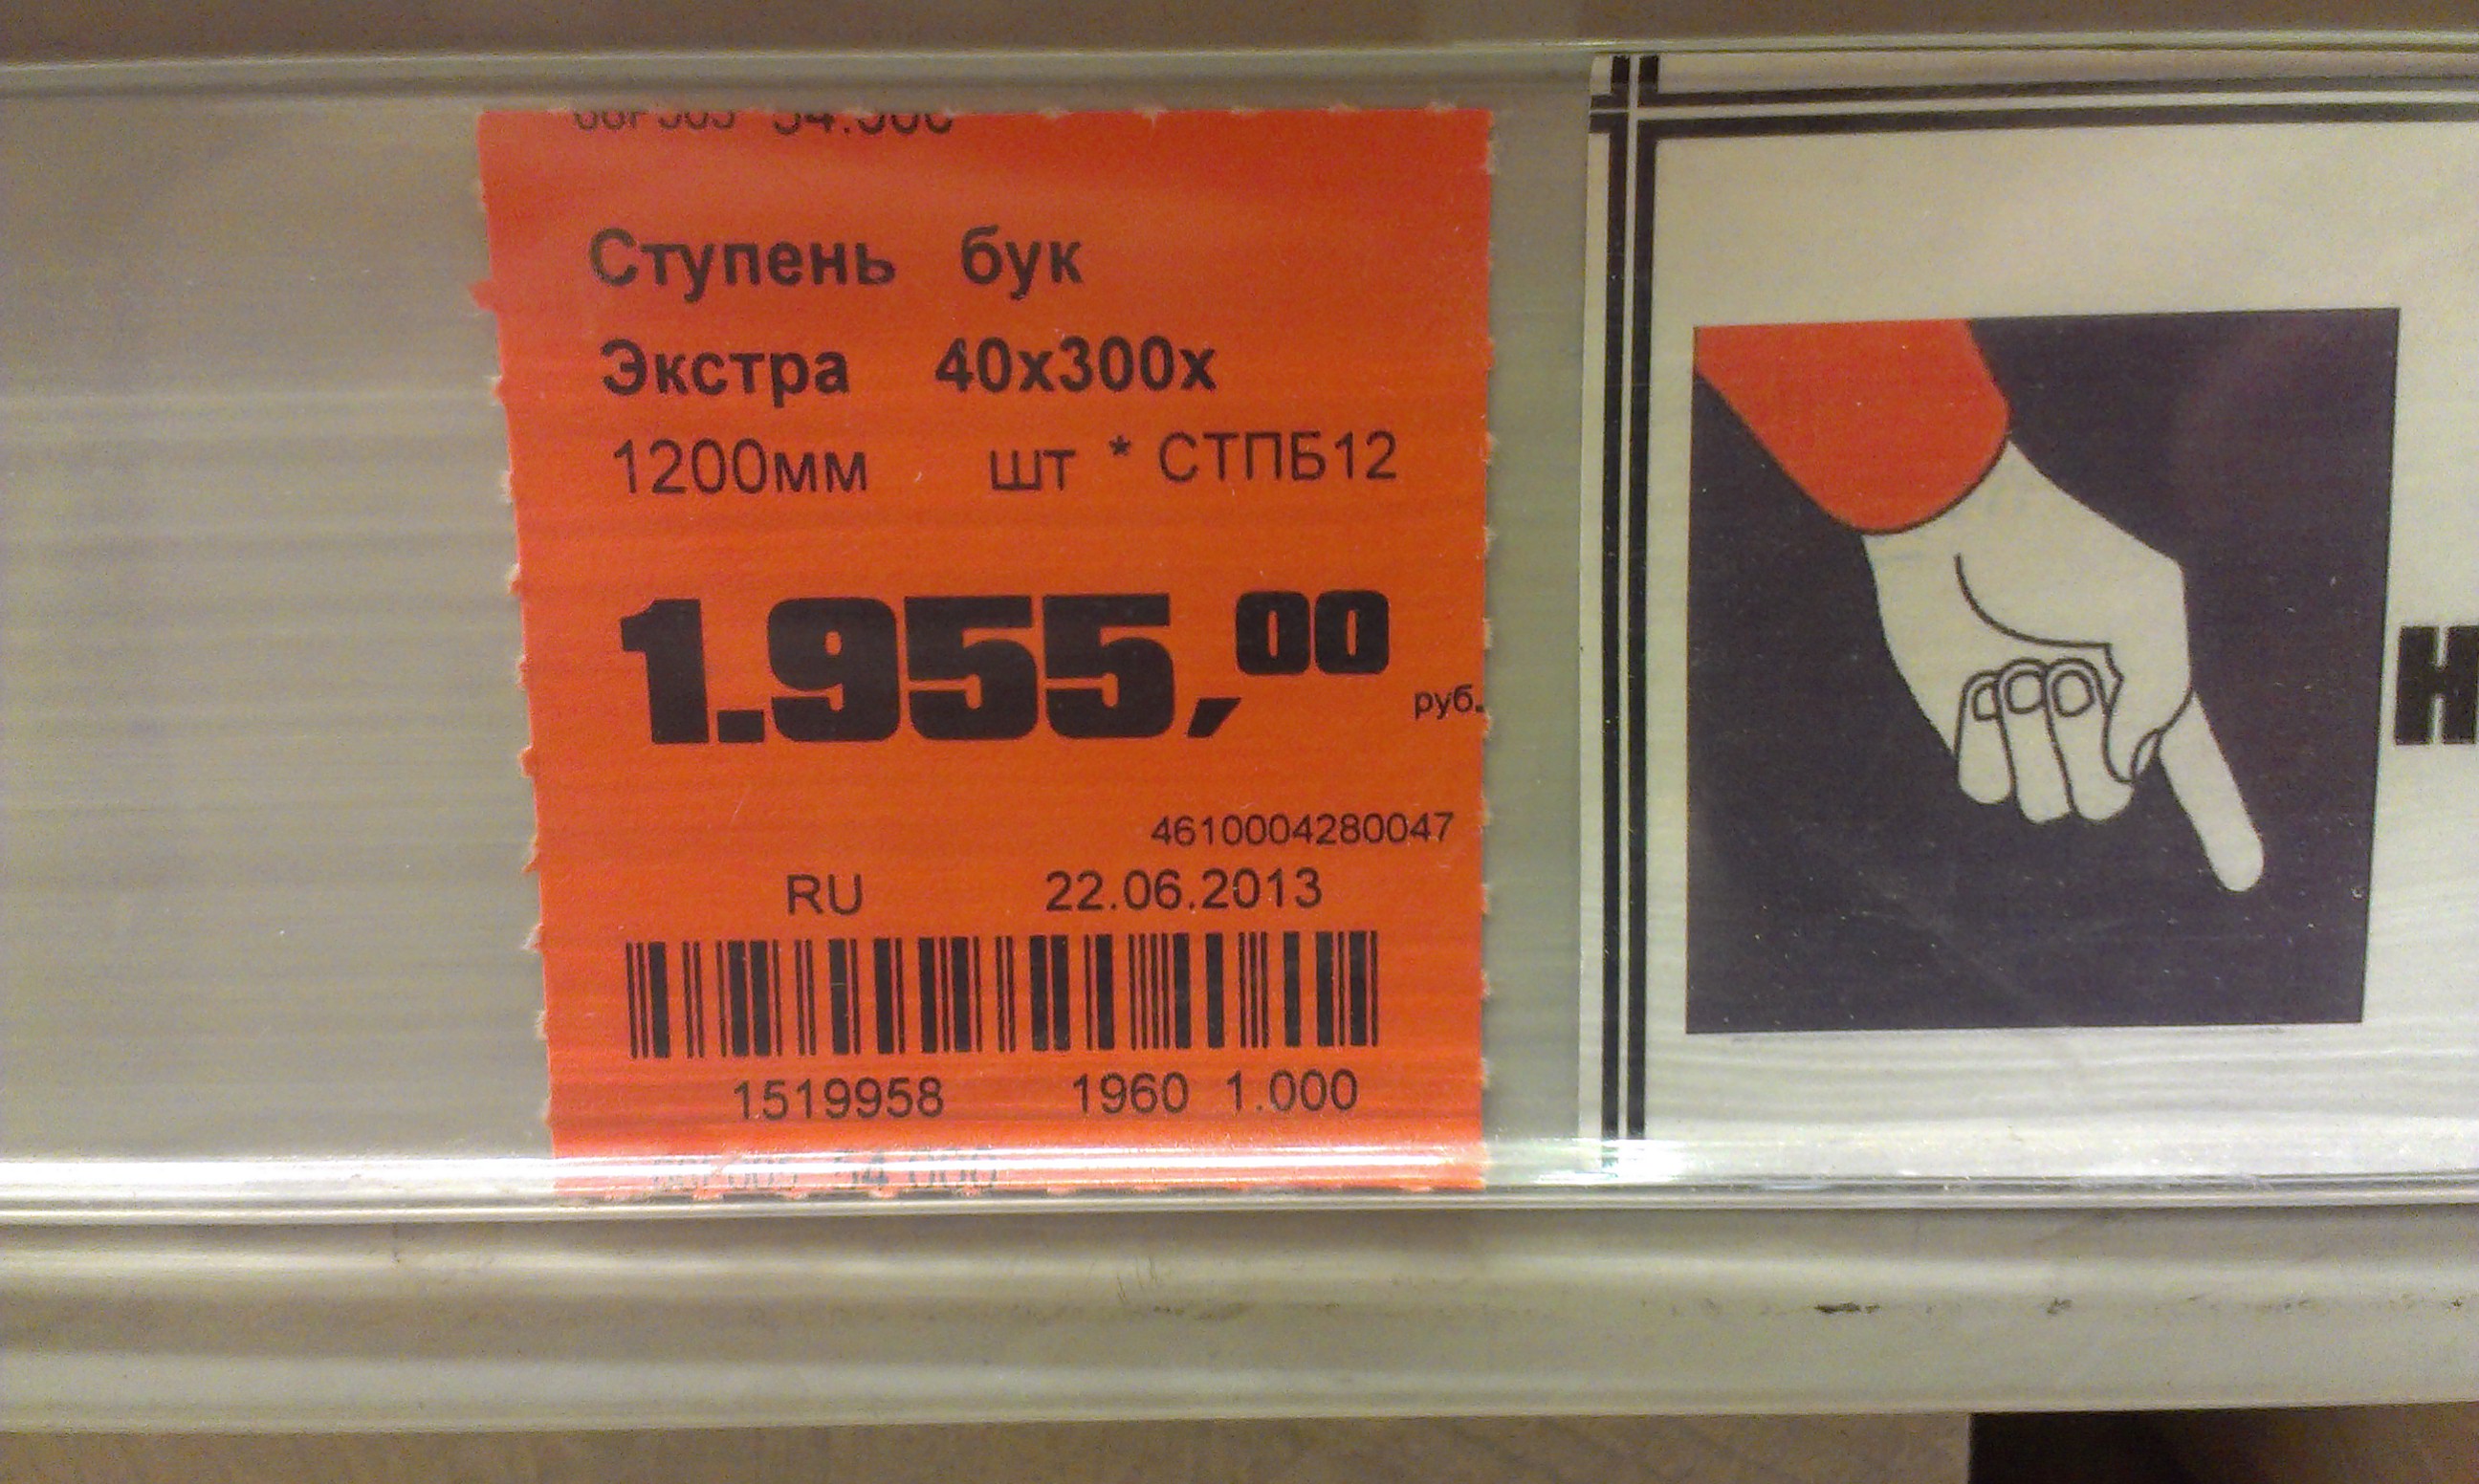 Ступень бук
Экстра 40х300х
1200мм шт * СТПБ12
1.955,00
руб.
4610004280047
RU 22.06.2013
1519958 1960 1.000
Н